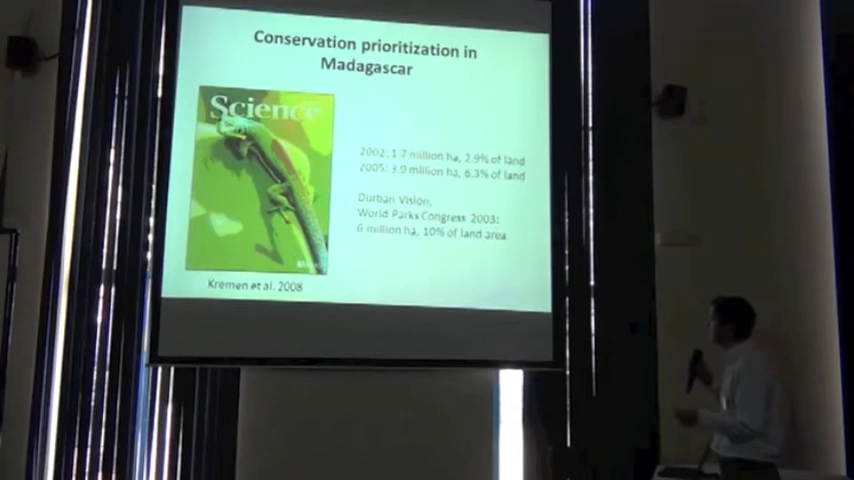 Conservation prioritization in
Madagascar
Science
2002: 1.7 million ha, 2.9% of land
2005: 3.9 million ha, 6.3% of land
Durban Vision,
World Parks Congress 2003:
6 million ha, 10% of land area
Kremen et al. 2008